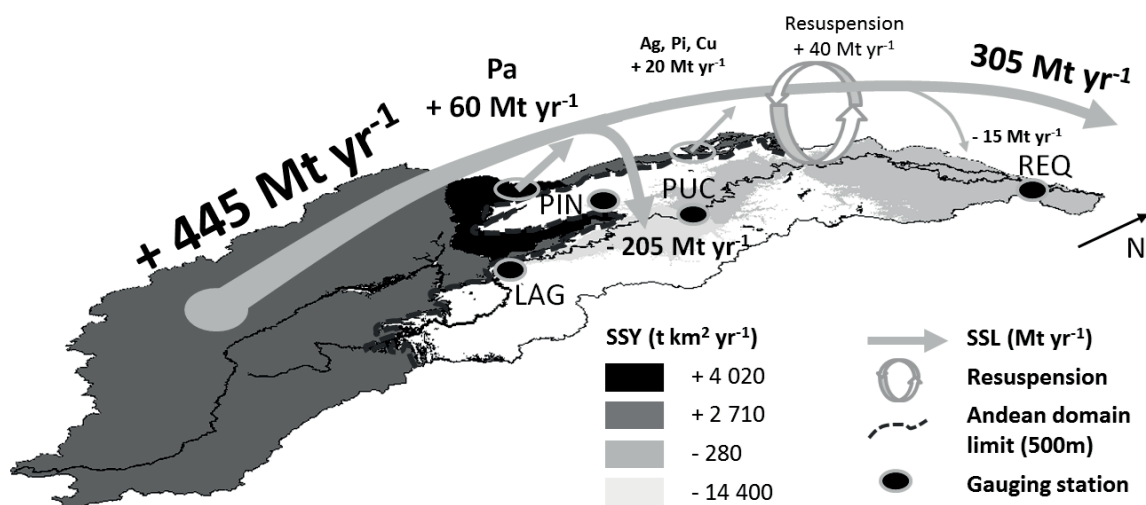 Resuspension
+ 40 Mt yr⁻¹
Ag, Pi, Cu
+ 20 Mt yr⁻¹
305 Mt yr⁻¹
Pa
+ 60 Mt yr⁻¹
+ 445 Mt yr⁻¹
- 15 Mt yr⁻¹
REQ
PUC
PIN
- 205 Mt yr⁻¹
N
LAG
SSY (t km² yr⁻¹)
+ 4 020
+ 2 710
- 280
- 14 400
SSL (Mt yr⁻¹)
Resuspension
Andean domain
limit (500m)
Gauging station